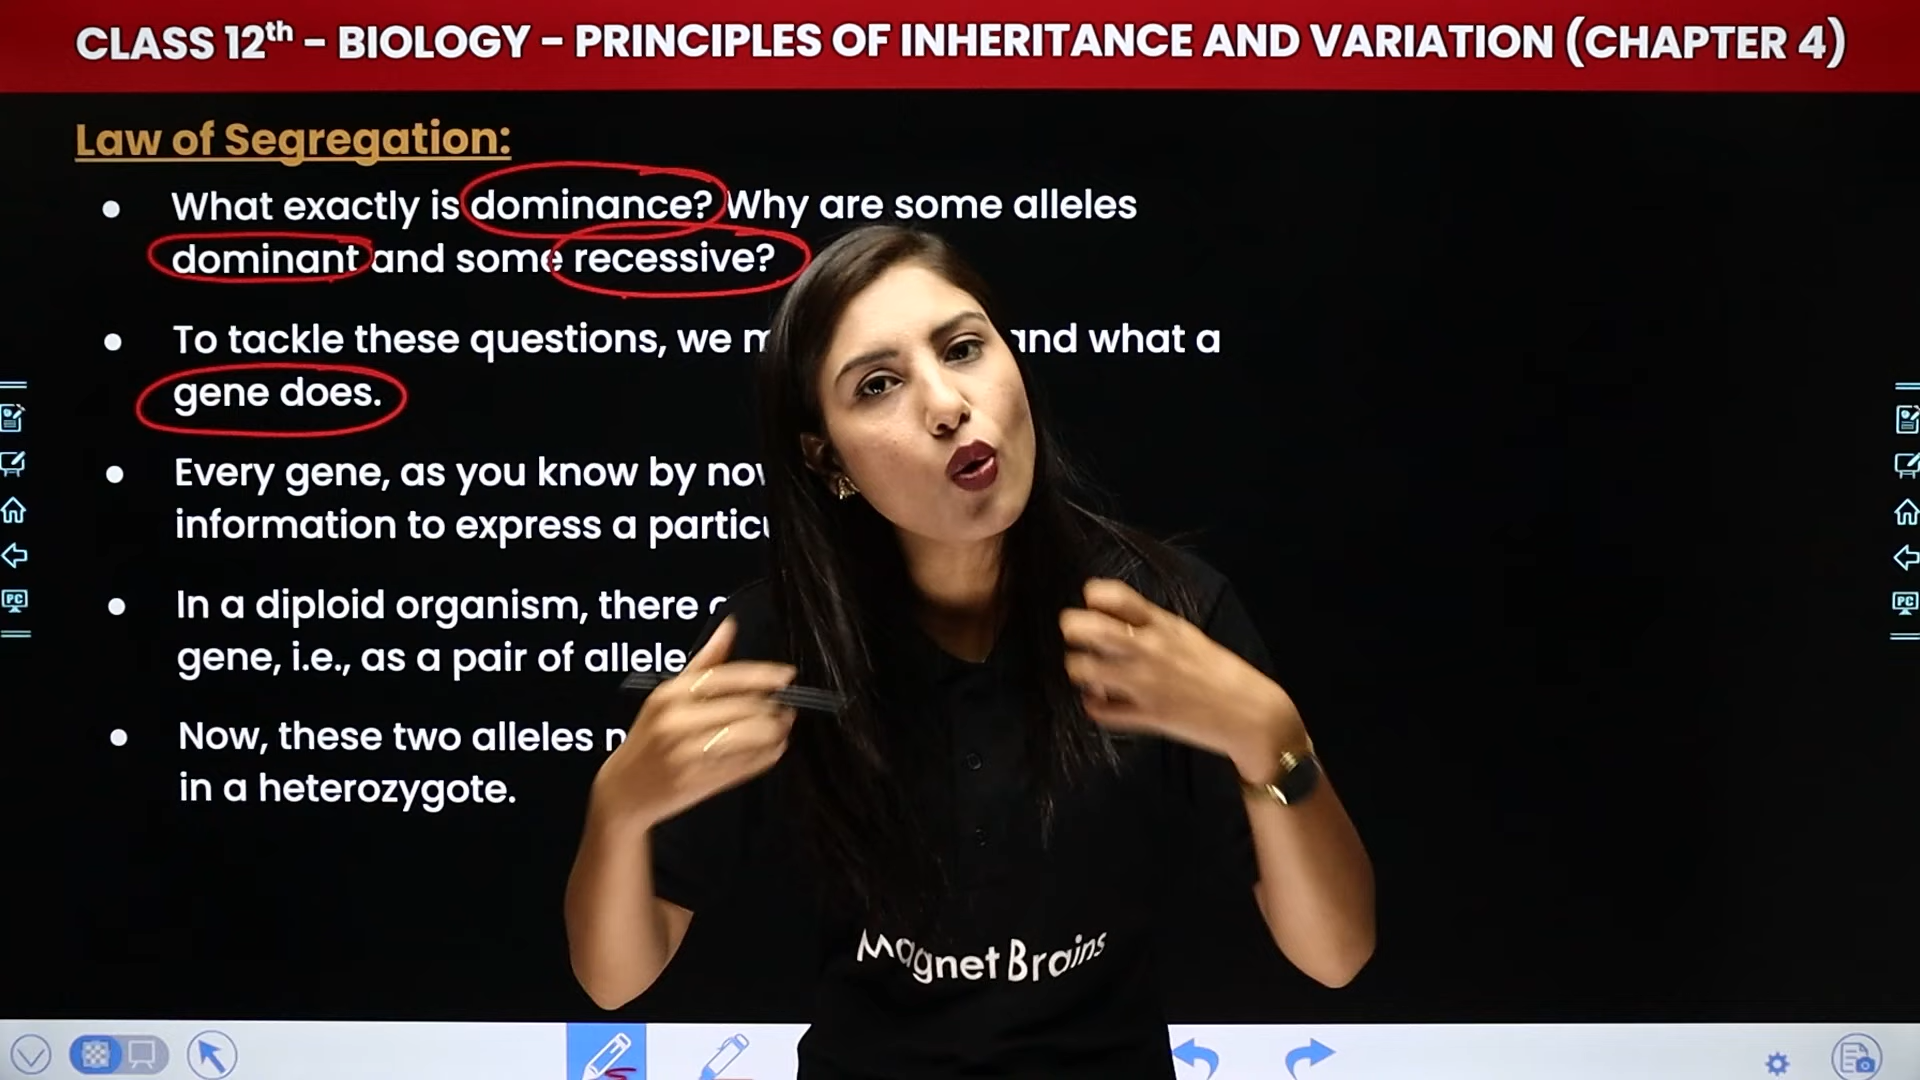 CLASS 12th – BIOLOGY – PRINCIPLES OF INHERITANCE AND VARIATION (CHAPTER 4)
Law of Segregation:
• What exactly is dominance? Why are some alleles
dominant and some recessive?
• To tackle these questions, we and what a
gene does.
• Every gene, as you know by
information to express a
• In a diploid organism, there
gene, i.e., as a pair of
• Now, these two alleles
in a heterozygote.
PC
PC
Magnet Brains